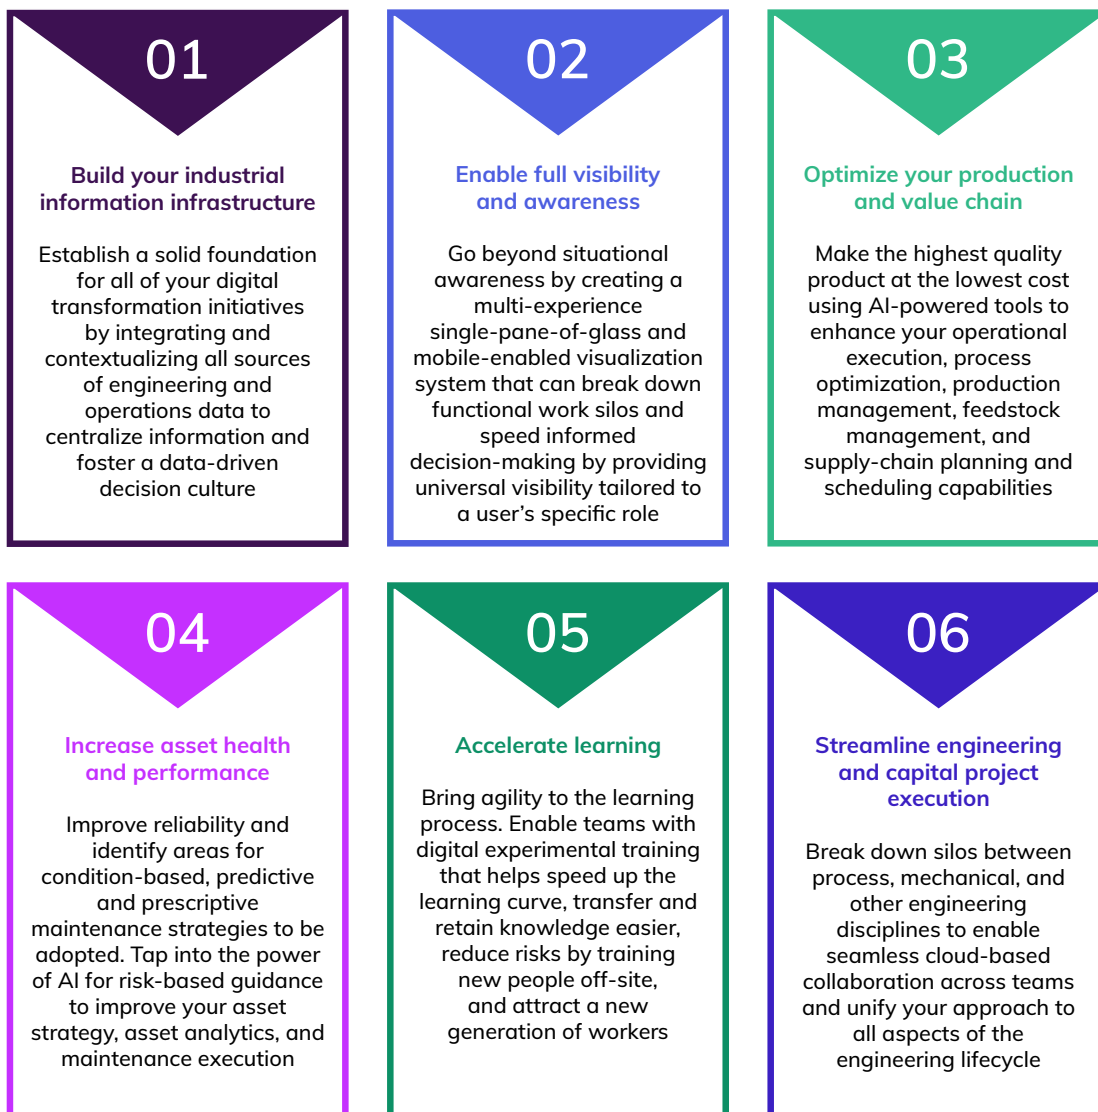 01
Build your industrial
information infrastructure
Establish a solid foundation
for all of your digital
transformation initiatives
by integrating and
contextualizing all sources
of engineering and
operations data to
centralize information and
foster a data-driven
decision culture
02
Enable full visibility
and awareness
Go beyond situational
awareness by creating a
multi-experience
single-pane-of-glass and
mobile-enabled visualization
system that can break down
functional work silos and
speed informed
decision-making by providing
universal visibility tailored to
a user’s specific role
03
Optimize your production
and value chain
Make the highest quality
product at the lowest cost
using AI-powered tools to
enhance your operational
execution, process
optimization, production
management, feedstock
management, and
supply-chain planning and
scheduling capabilities
04
Increase asset health
and performance
Improve reliability and
identify areas for
condition-based, predictive
and prescriptive
maintenance strategies to be
adopted. Tap into the power
of AI for risk-based guidance
to improve your asset
strategy, asset analytics, and
maintenance execution
05
Accelerate learning
Bring agility to the learning
process. Enable teams with
digital experimental training
that helps speed up the
learning curve, transfer and
retain knowledge easier,
reduce risks by training
new people off-site,
and attract a new
generation of workers
06
Streamline engineering
and capital project
execution
Break down silos between
process, mechanical, and
other engineering
disciplines to enable
seamless cloud-based
collaboration across teams
and unify your approach to
all aspects of the
engineering lifecycle